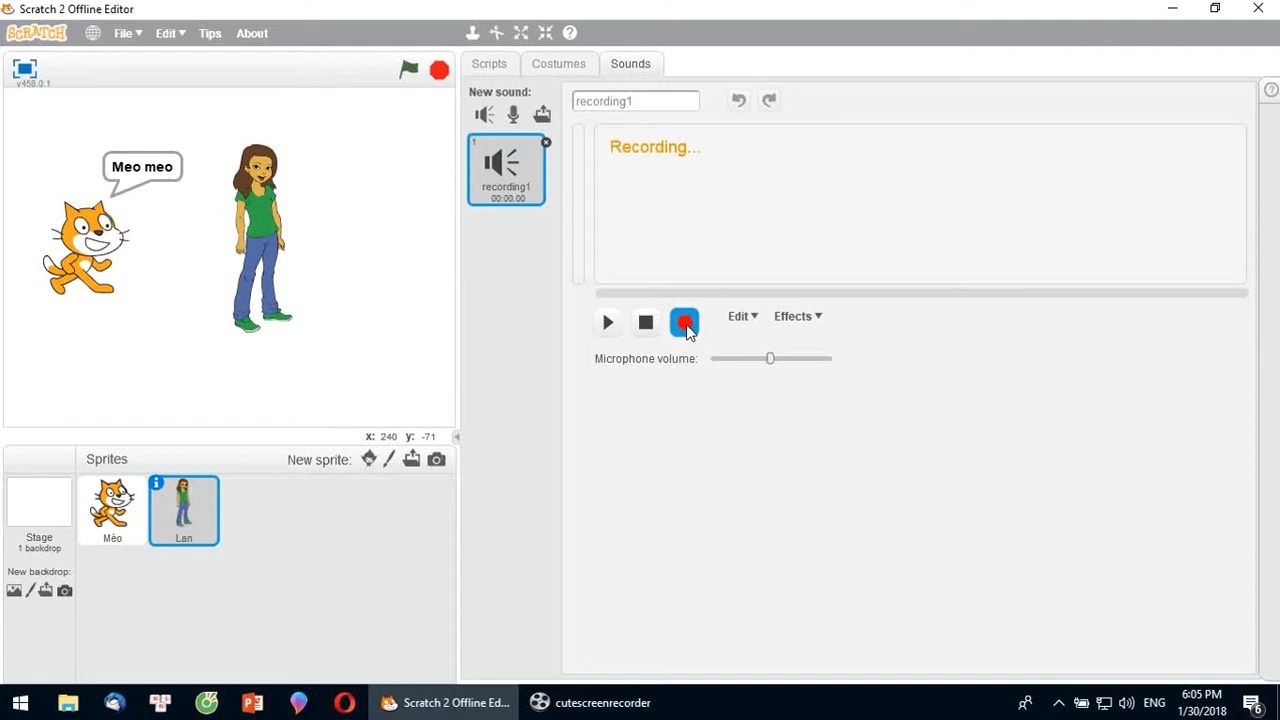 Scratch 2 Offline Editor
SCRATCH File Edit Tips About
v458.0.1
Scripts Costumes Sounds
New sound:
recording1
1
recording1
00:00.00
Recording...
Edit Effects
Microphone volume:
Meo meo
x: 240 y: -71
Sprites New sprite:
Stage
1 backdrop
New backdrop:
Mèo
Lan
Scratch 2 Offline Ed...
cutescreenrecorder
ENG
6:05 PM
1/30/2018
6